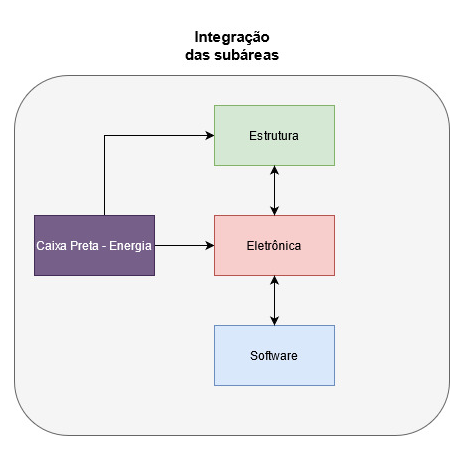 Integração
das subáreas
Estrutura
Caixa Preta - Energia
Eletrônica
Software